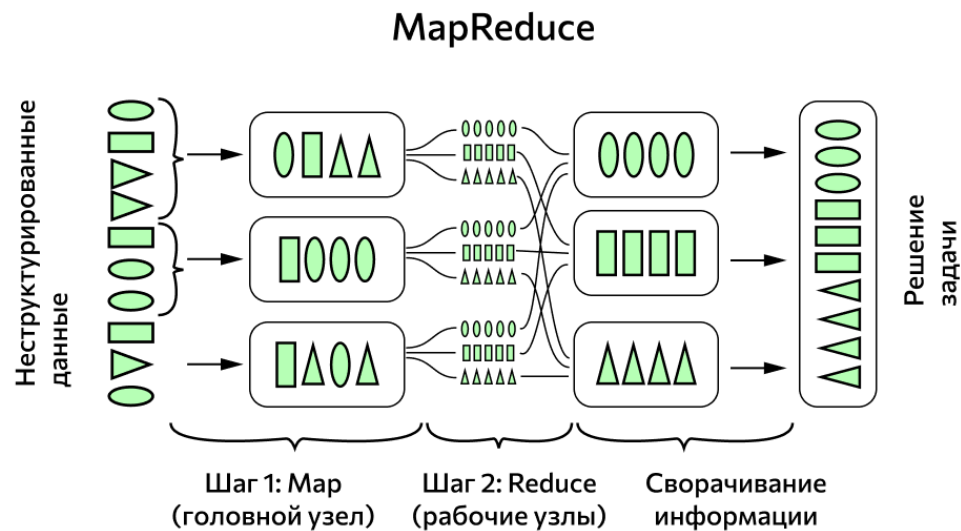 MapReduce
Неструктурированные
данные
Шаг 1: Map
(головной узел)
Шаг 2: Reduce
(рабочие узлы)
Сворачивание
информации
Решение
задачи